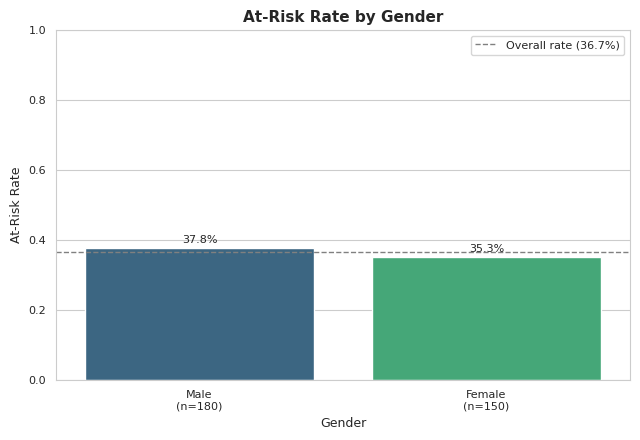 At-Risk Rate by Gender
Overall rate (36.7%)
1.0
0.8
0.6
0.4
0.2
0.0
At-Risk Rate
37.8%
35.3%
Male
(n=180)
Female
(n=150)
Gender